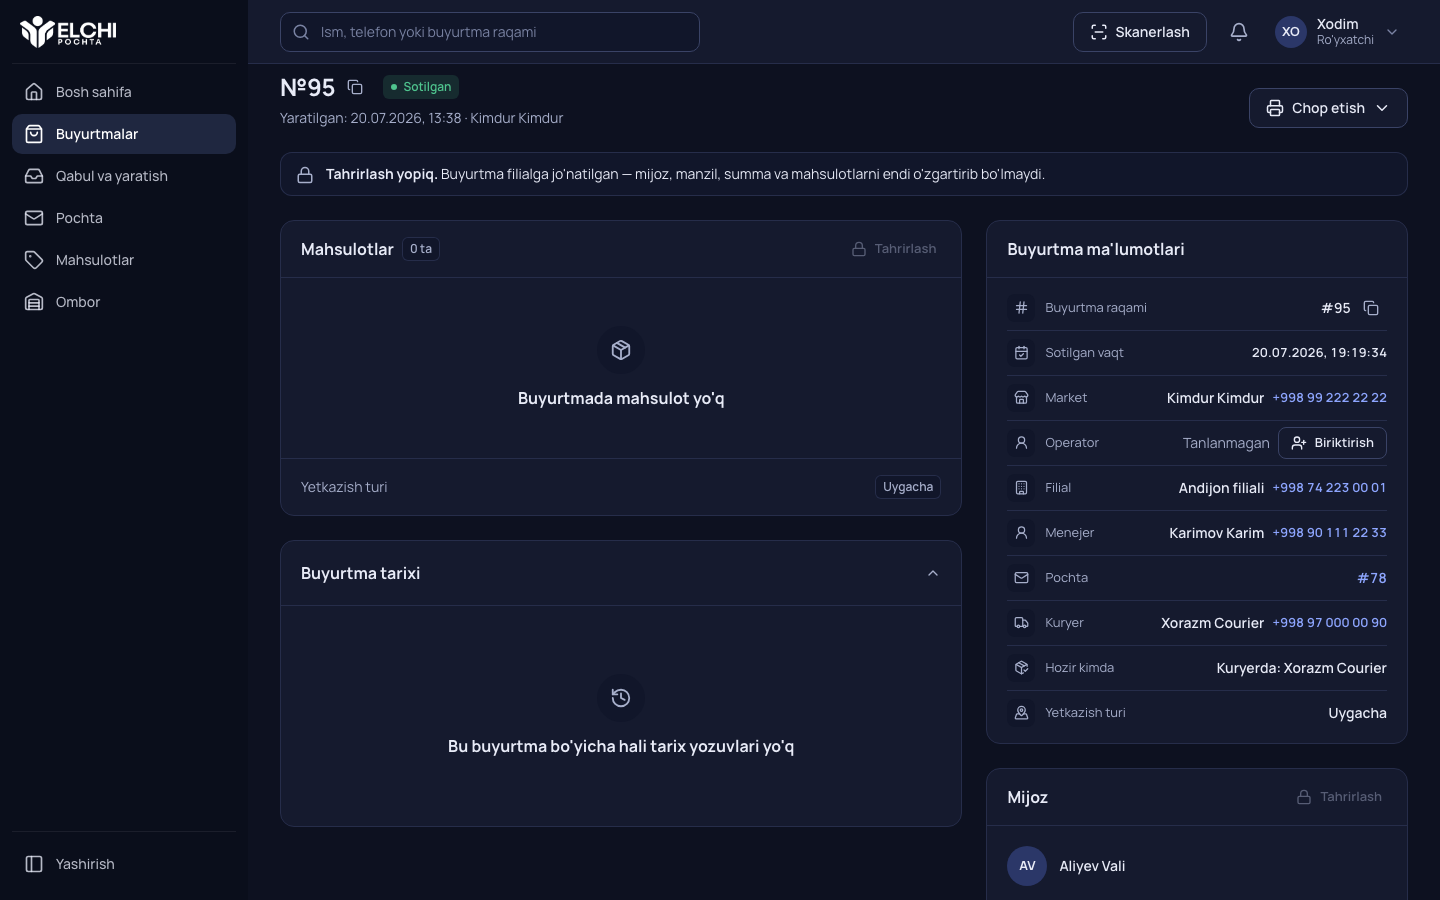 ELCHI
POCHTA
Ism, telefon yoki buyurtma raqami
Skanerlash
XO
Xodim
Ro'yxatchi
Bosh sahifa
Buyurtmalar
Qabul va yaratish
Pochta
Mahsulotlar
Ombor
Yashirish
№95
Sotilgan
Yaratilgan: 20.07.2026, 13:38 · Kimdur Kimdur
Chop etish
Tahrirlash yopiq. Buyurtma filialga jo'natilgan — mijoz, manzil, summa va mahsulotlarni endi o'zgartirib bo'lmaydi.
Mahsulotlar 0 ta
Tahrirlash
Buyurtmada mahsulot yo'q
Yetkazish turi
Uygacha
Buyurtma tarixi
Bu buyurtma bo'yicha hali tarix yozuvlari yo'q
Buyurtma ma'lumotlari
Buyurtma raqami #95
Sotilgan vaqt 20.07.2026, 19:19:34
Market Kimdur Kimdur +998 99 222 22 22
Operator Tanlanmagan Biriktirish
Filial Andijon filiali +998 74 223 00 01
Menejer Karimov Karim +998 90 111 22 33
Pochta #78
Kuryer Xorazm Courier +998 97 000 00 90
Hozir kimda Kuryerda: Xorazm Courier
Yetkazish turi Uygacha
Mijoz
Tahrirlash
AV
Aliyev Vali